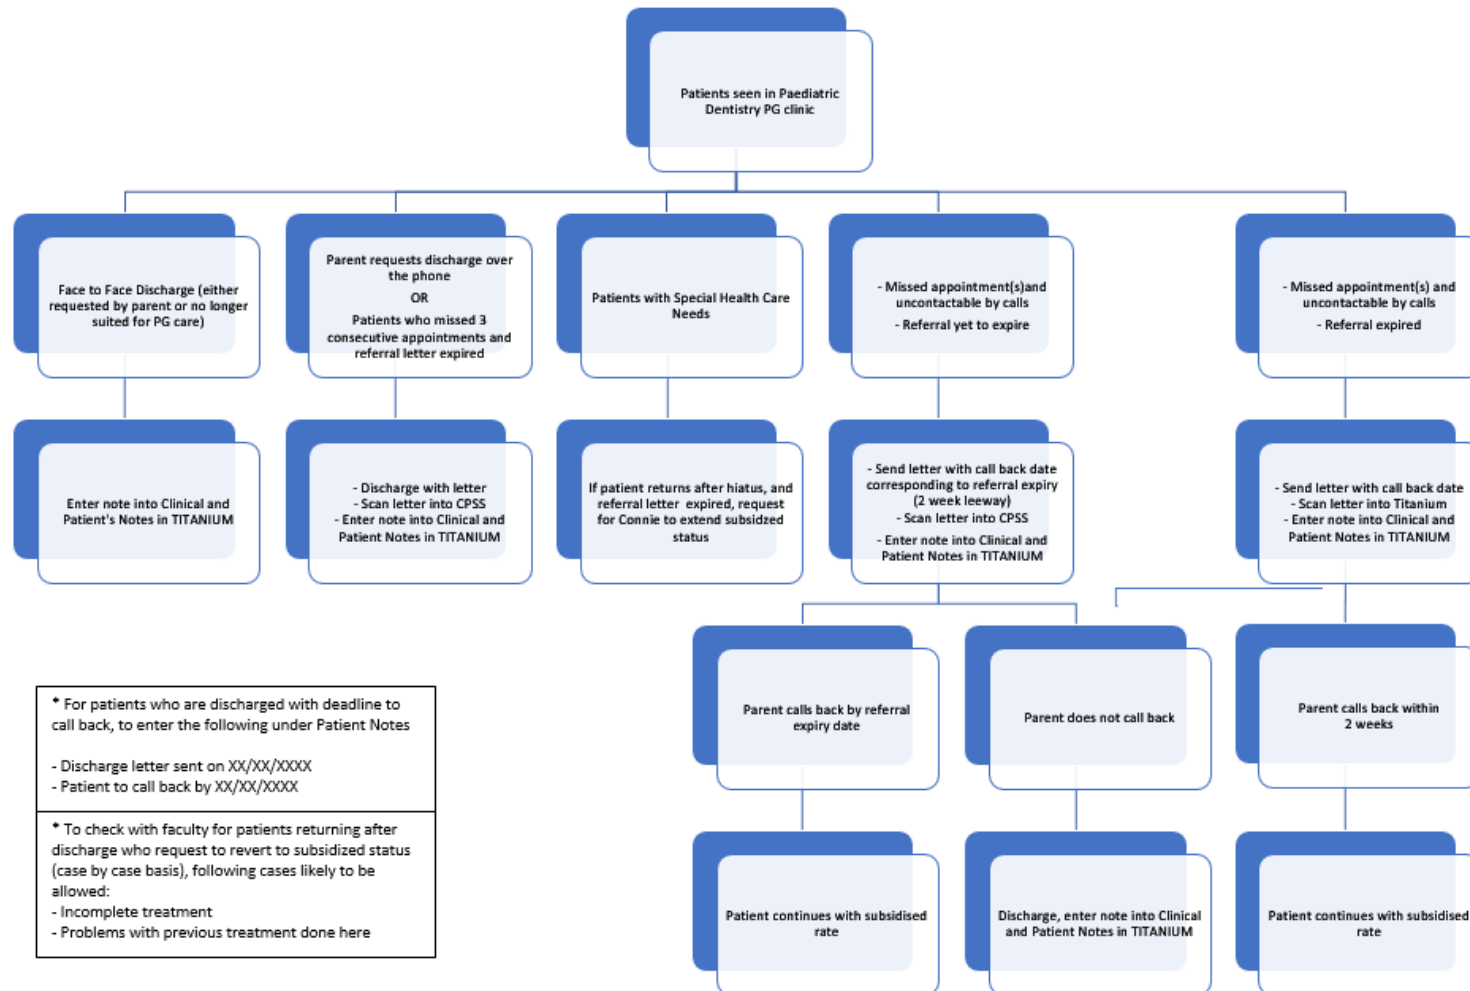 Patients seen in Paediatric
Dentistry PG clinic
Face to Face Discharge (either
requested by parent or no longer
suited for PG care)
Parent requests discharge over
the phone
OR
Patients who missed 3
consecutive appointments and
referral letter expired
Patients with Special Health Care
Needs
- Missed appointment(s)and
uncontactable by calls
- Referral yet to expire
- Missed appointment(s) and
uncontactable by calls
- Referral expired
Enter note into Clinical and
Patient's Notes in TITANIUM
- Discharge with letter
- Scan letter into CPSS
- Enter note into Clinical and
Patient Notes in TITANIUM
If patient returns after hiatus, and
referral letter expired, request
for Connie to extend subsidzed
status
- Send letter with call back date
corresponding to referral expiry
(2 week leeway)
- Scan letter into CPSS
- Enter note into Clinical and
Patient Notes in TITANIUM
- Send letter with call back date
- Scan letter into Titanium
- Enter note into Clinical and
Patient Notes in TITANIUM
Parent calls back by referral
expiry date
Parent does not call back
Parent calls back within
2 weeks
Patient continues with subsidised
rate
Discharge, enter note into Clinical
and Patient Notes in TITANIUM
Patient continues with subsidised
rate
* For patients who are discharged with deadline to
call back, to enter the following under Patient Notes
- Discharge letter sent on XX/XX/XXXX
- Patient to call back by XX/XX/XXXX
* To check with faculty for patients returning after
discharge who request to revert to subsidized status
(case by case basis), following cases likely to be
allowed:
- Incomplete treatment
- Problems with previous treatment done here